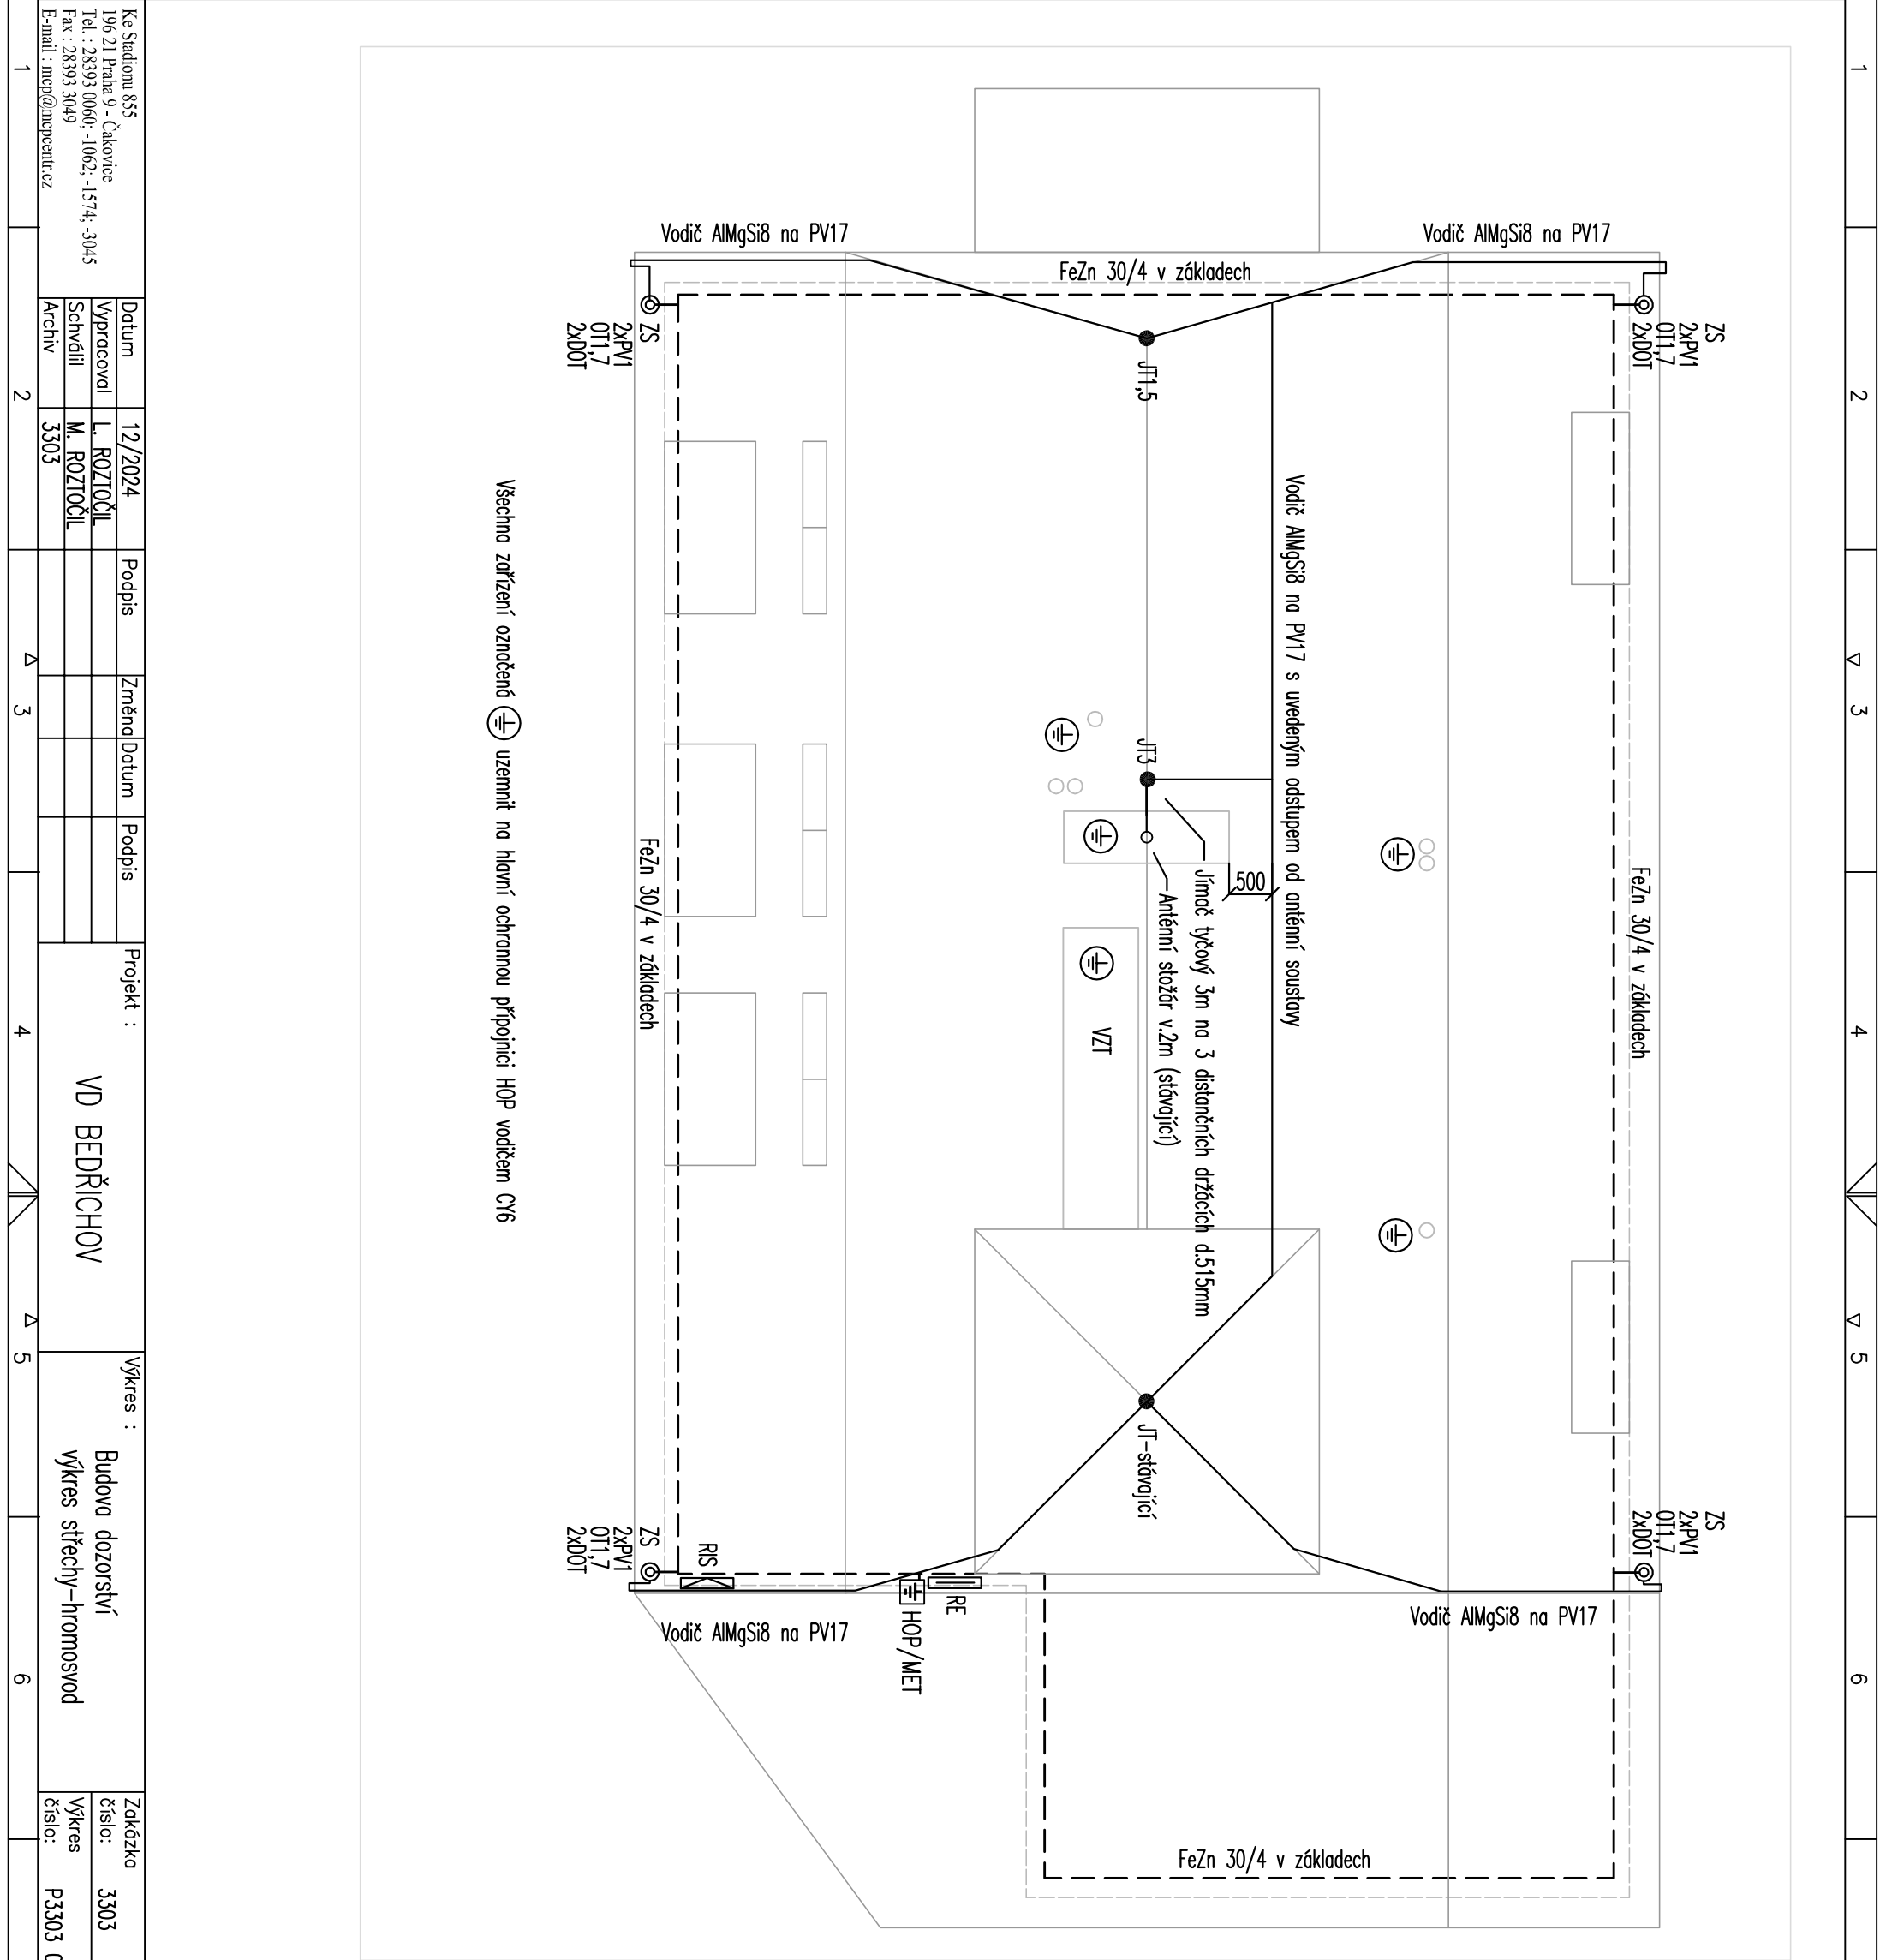 1
2
3
4
5
6
Vodič AlMgSi8 na PV17
Vodič AlMgSi8 na PV17
FeZn 30/4 v základech
ZS
2xPV1
OT1,7
2xDOT
ZS
2xPV1
OT1,7
2xDOT
JT1,5
Vodič AlMgSi8 na PV17 s uvedeným odstupem od anténní soustavy
FeZn 30/4 v základech
JT3
500
Jímač tyčový 3m na 3 distančních držácích d.515mm
Anténní stožár v.2m (stávající)
VZT
FeZn 30/4 v základech
Všechna zařízení označená uzemnit na hlavní ochrannou přípojnici HOP vodičem CY6
JT-stávající
ZS
2xPV1
OT1,7
2xDOT
ZS
2xPV1
OT1,7
2xDOT
RIS
RE
HOP/MET
Vodič AlMgSi8 na PV17
Vodič AlMgSi8 na PV17
FeZn 30/4 v základech
Ke Stadionu 855
196 21 Praha 9 - Čakovice
Tel. : 28393 0060; -1062; -1574; -3045
Fax : 28393 3049
E-mail : mcp@mcpcentr.cz
Datum 12/2024 Podpis Změna Datum Podpis
Vypracoval L. ROZTOČIL
Schválil M. ROZTOČIL
Archiv 3303
Projekt :
VD BEDŘICHOV
Výkres :
Budova dozorství
výkres střechy-hromosvod
Zakázka
číslo: 3303
Výkres
číslo: P3303
1
2
3
4
5
6